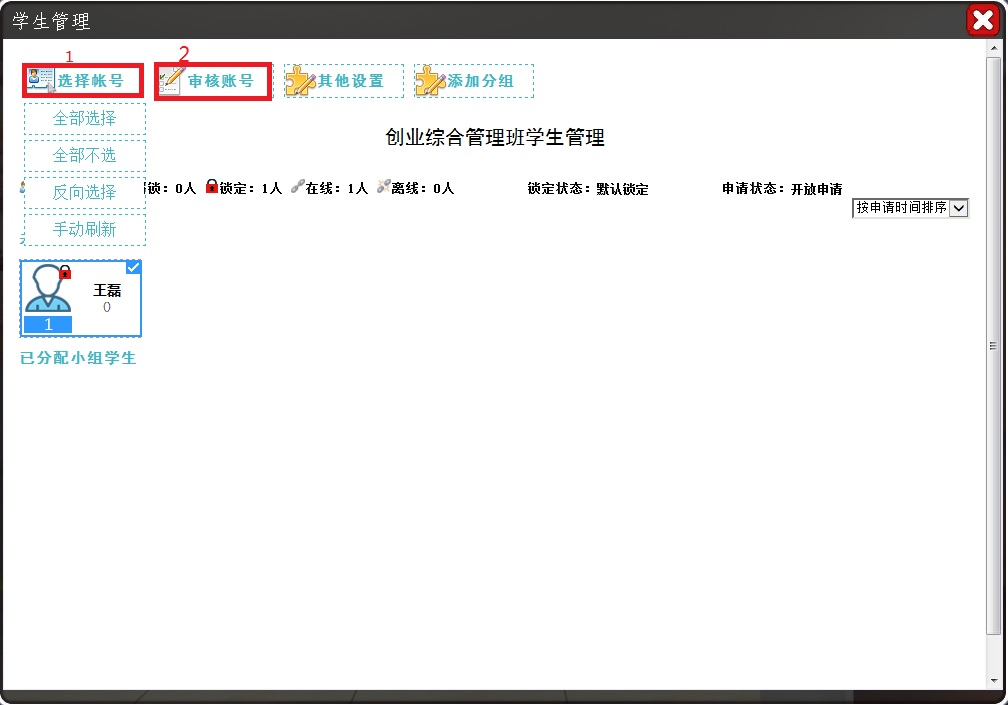 学生管理
1 2
选择帐号 审核账号 其他设置 添加分组
全部选择
创业综合管理班学生管理
全部不选
反向选择 锁：0人 锁定：1人 在线：1人 离线：0人 锁定状态：默认锁定 申请状态：开放申请
按申请时间排序
手动刷新
王磊
0
1
已分配小组学生